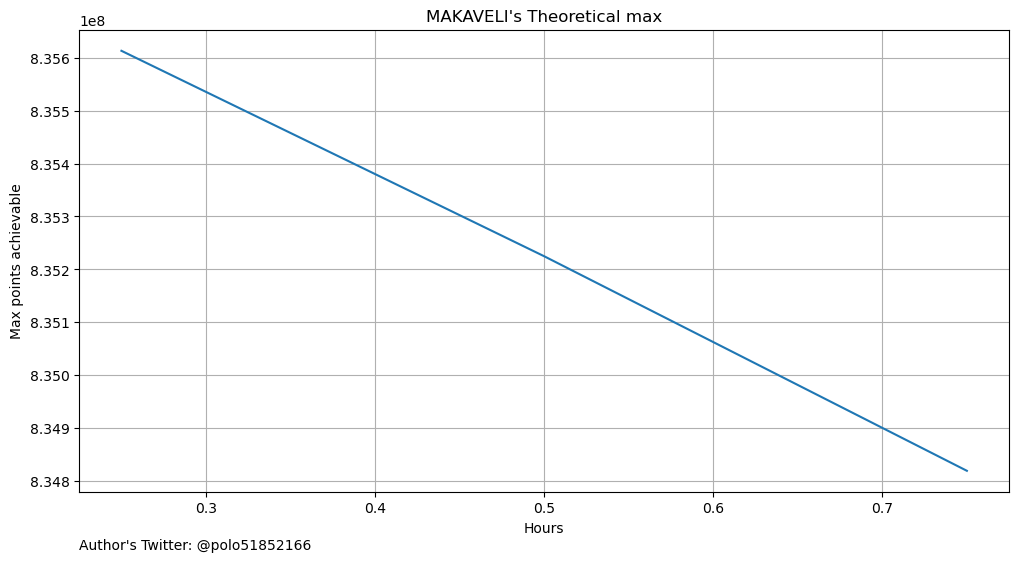 MAKAVELI's Theoretical max
1e8
8.356
8.355
8.354
8.353
8.352
8.351
8.350
8.349
8.348
Max points achievable
0.3 0.4 0.5 0.6 0.7
Hours
Author's Twitter: @polo51852166